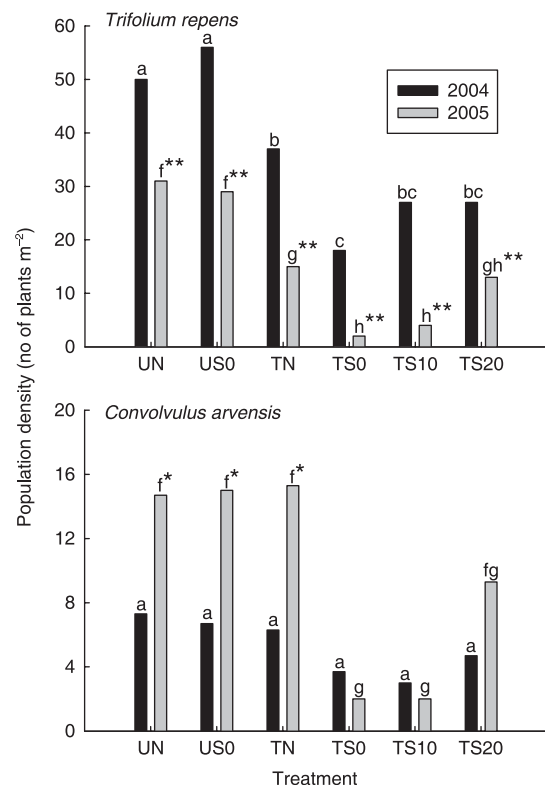 Trifolium repens
60
50
40
30
20
10
0
a
f**
a
f**
b
g**
c
h**
bc
h**
bc
gh**
2004
2005
UN US0 TN TS0 TS10 TS20
Population density (no of plants m⁻²)
Convolvulus arvensis
20
16
12
8
4
0
a
f*
a
f*
a
f*
a
g
a
g
a
fg
UN US0 TN TS0 TS10 TS20
Treatment